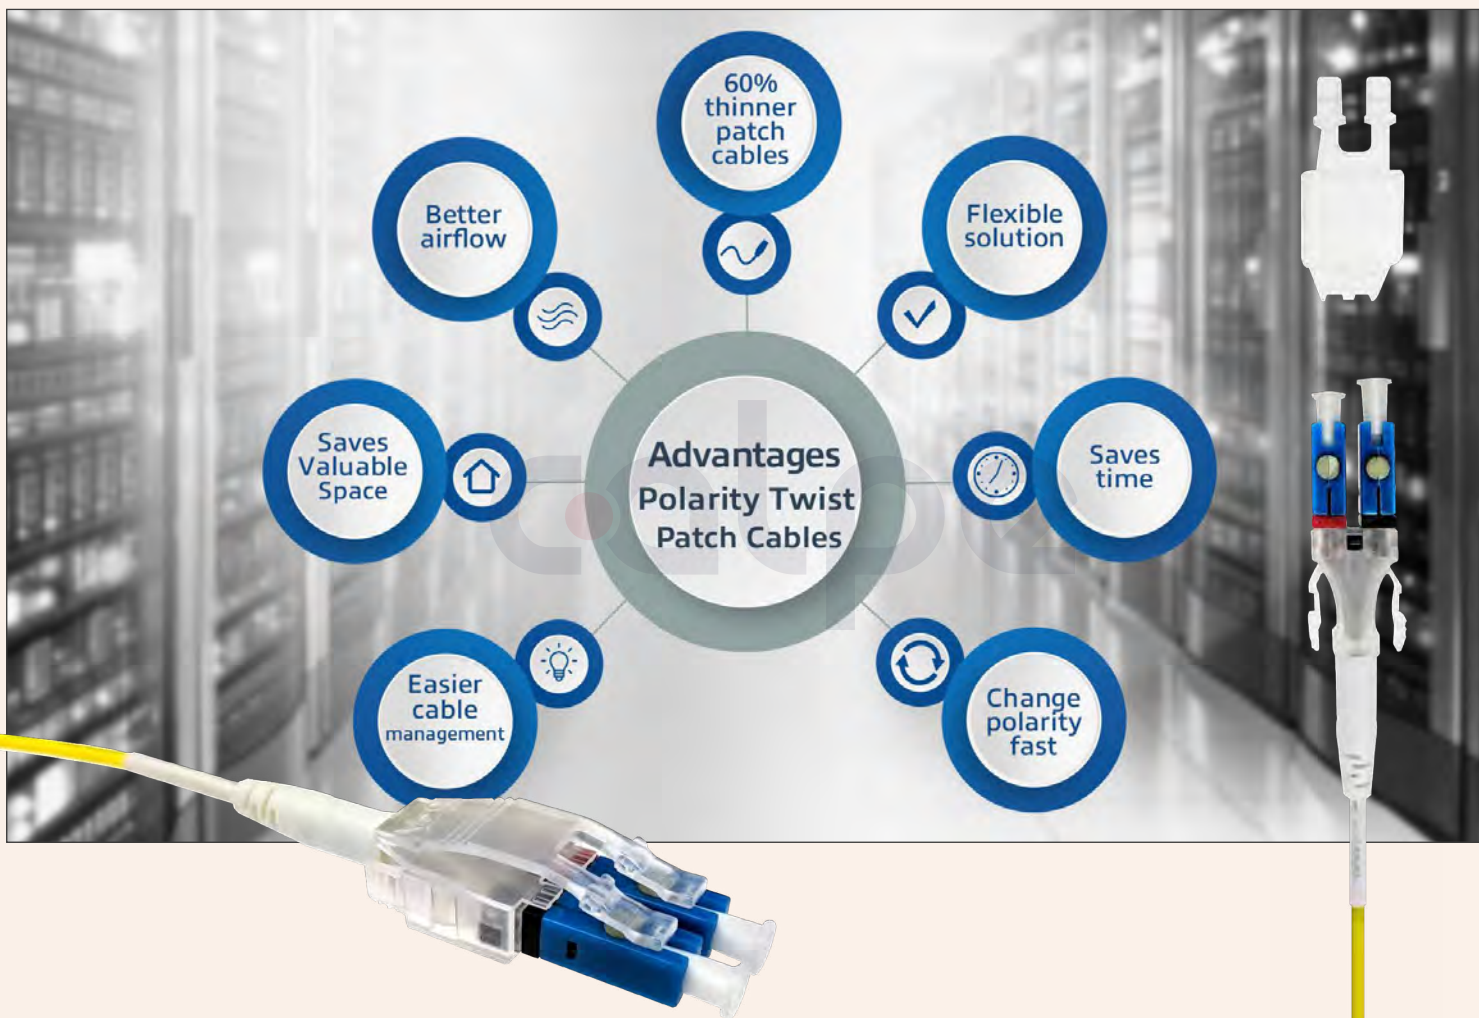 60%
thinner
patch
cables
Better
airflow
Flexible
solution
Saves
Valuable
Space
Advantages
Polarity Twist
Patch Cables
Saves
time
Easier
cable
management
Change
polarity
fast